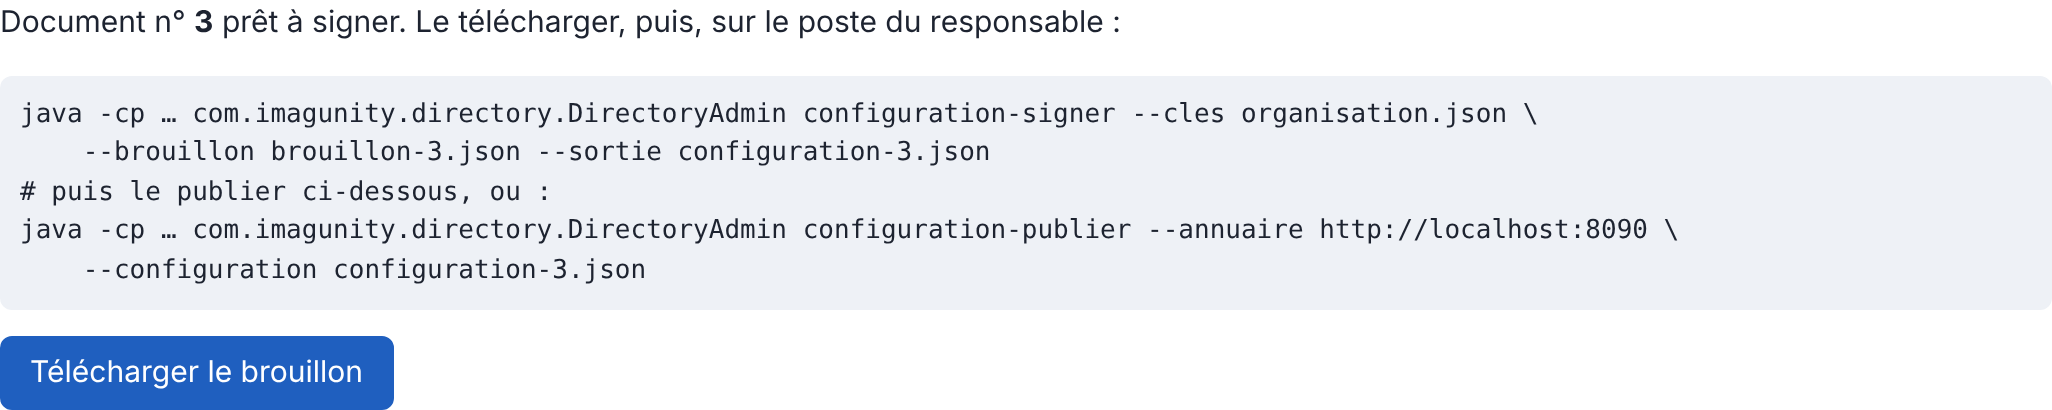 Document n° 3 prêt à signer. Le télécharger, puis, sur le poste du responsable :
java -cp … com.imagunity.directory.DirectoryAdmin configuration-signer --cles organisation.json \
    --brouillon brouillon-3.json --sortie configuration-3.json
# puis le publier ci-dessous, ou :
java -cp … com.imagunity.directory.DirectoryAdmin configuration-publier --annuaire http://localhost:8090 \
    --configuration configuration-3.json
Télécharger le brouillon